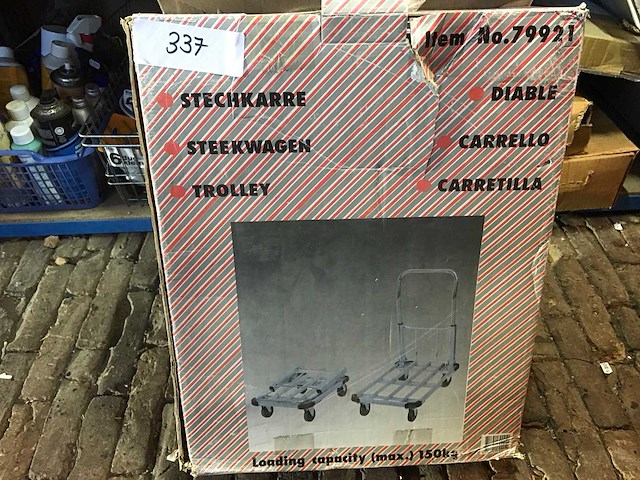 337
Item No.79921
STECHKARRE
DIABLE
STEEKWAGEN
CARRELLO
TROLLEY
CARRETILLA
Loading capacity (max.) 150kg